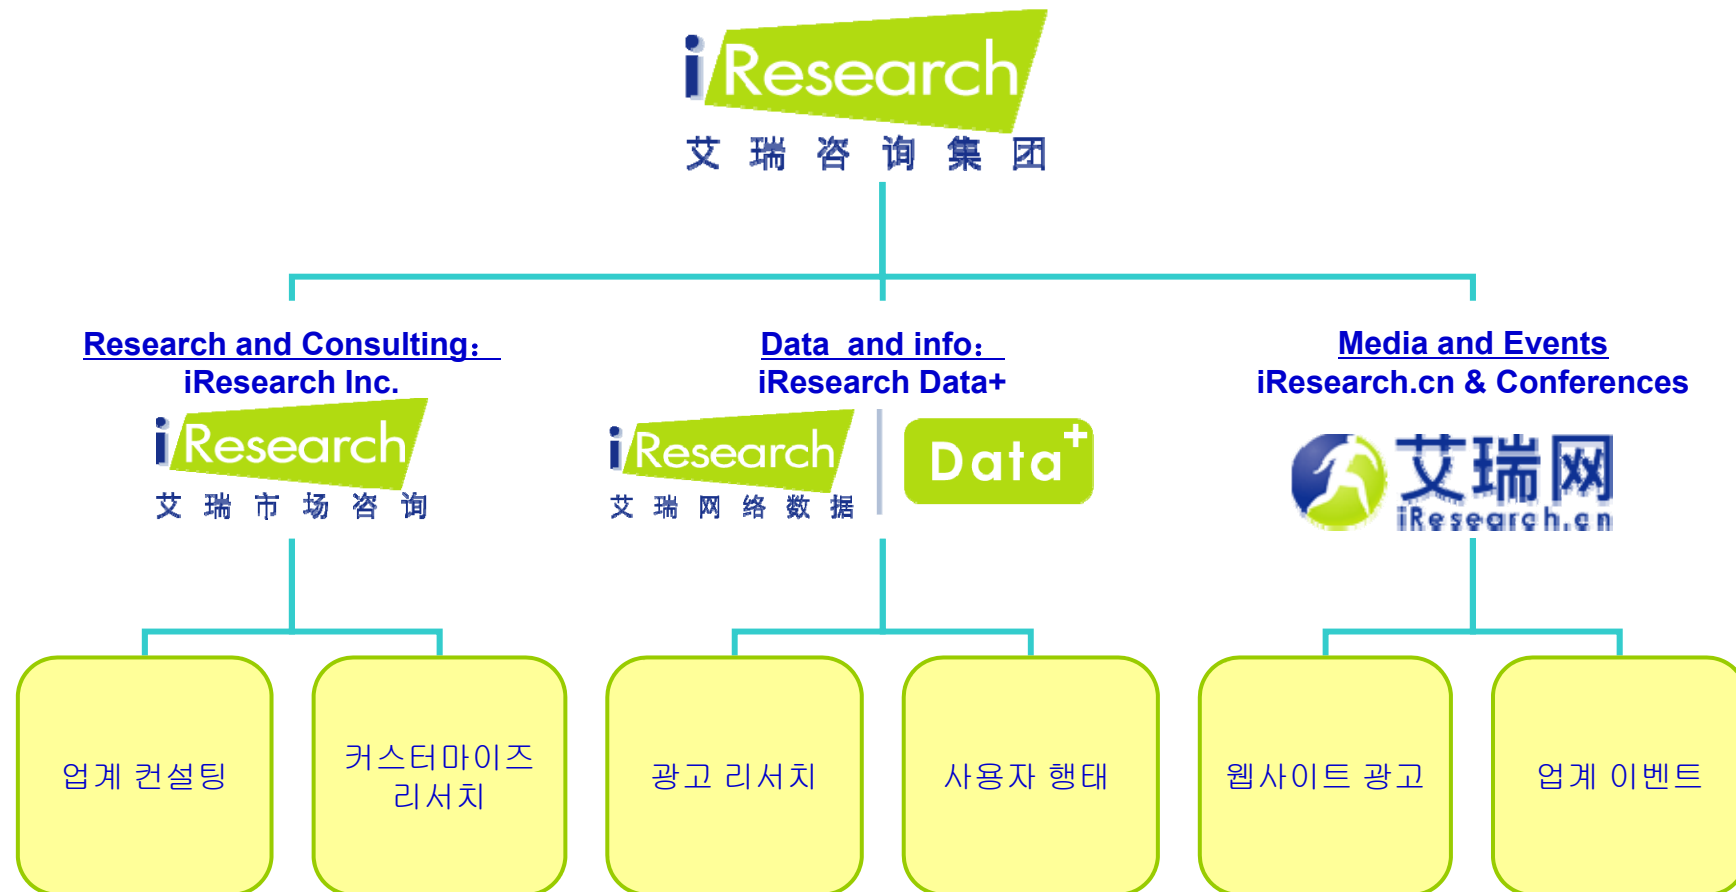 iResearch
艾瑞咨询集团
Research and Consulting：
iResearch Inc.
iResearch
艾瑞市场咨询
Data and info：
iResearch Data+
iResearch
艾瑞网络数据
Data+
Media and Events
iResearch.cn & Conferences
艾瑞网
iResearch.cn
업계 컨설팅
커스터마이즈
리서치
광고 리서치
사용자 행태
웹사이트 광고
업계 이벤트